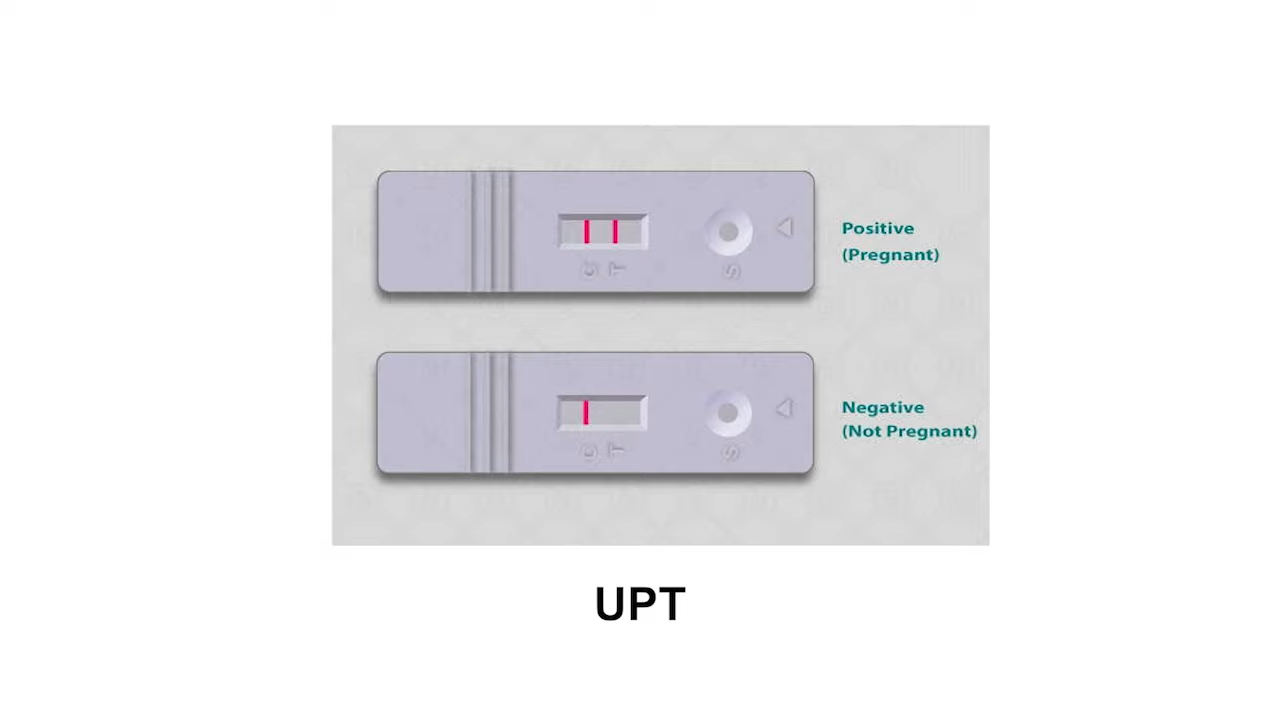 Positive
(Pregnant)
C T S
Negative
(Not Pregnant)
C T S
UPT